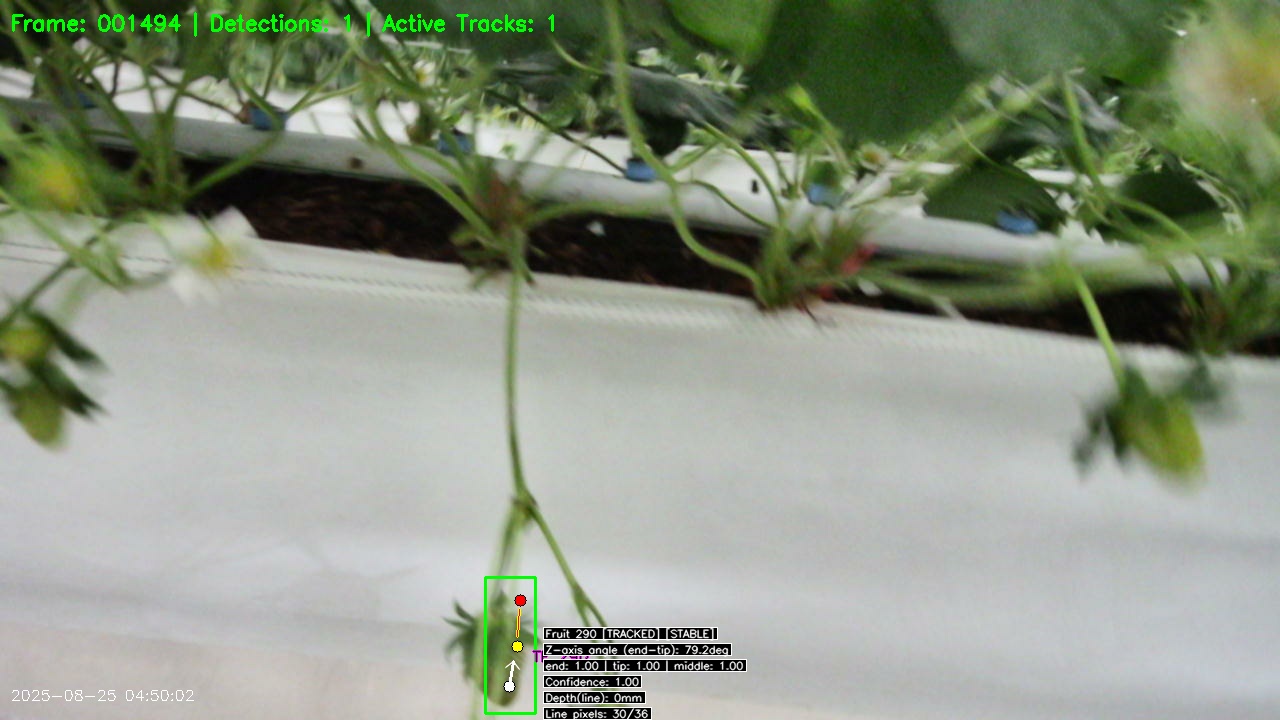 Frame: 001494 | Detections: 1 | Active Tracks: 1
Fruit 290 [TRACKED] [STABLE]
Z-axis angle (end-tip): 79.2deg
end: 1.00 | tip: 1.00 | middle: 1.00
Confidence: 1.00
Depth(line): 0mm
2025-08-25 04:50:02
Line pixels: 30/36